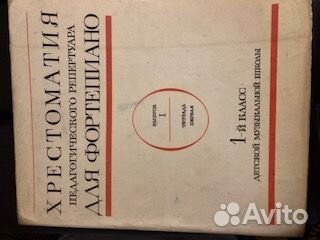 ХРЕСТОМАТИЯ
ПЕДАГОГИЧЕСКОГО РЕПЕРТУАРА
ДЛЯ ФОРТЕПИАНО
ВЫПУСК
I
ТЕТРАДЬ
ПЕРВАЯ
1-Й КЛАСС
ДЕТСКОЙ МУЗЫКАЛЬНОЙ ШКОЛЫ
Avito